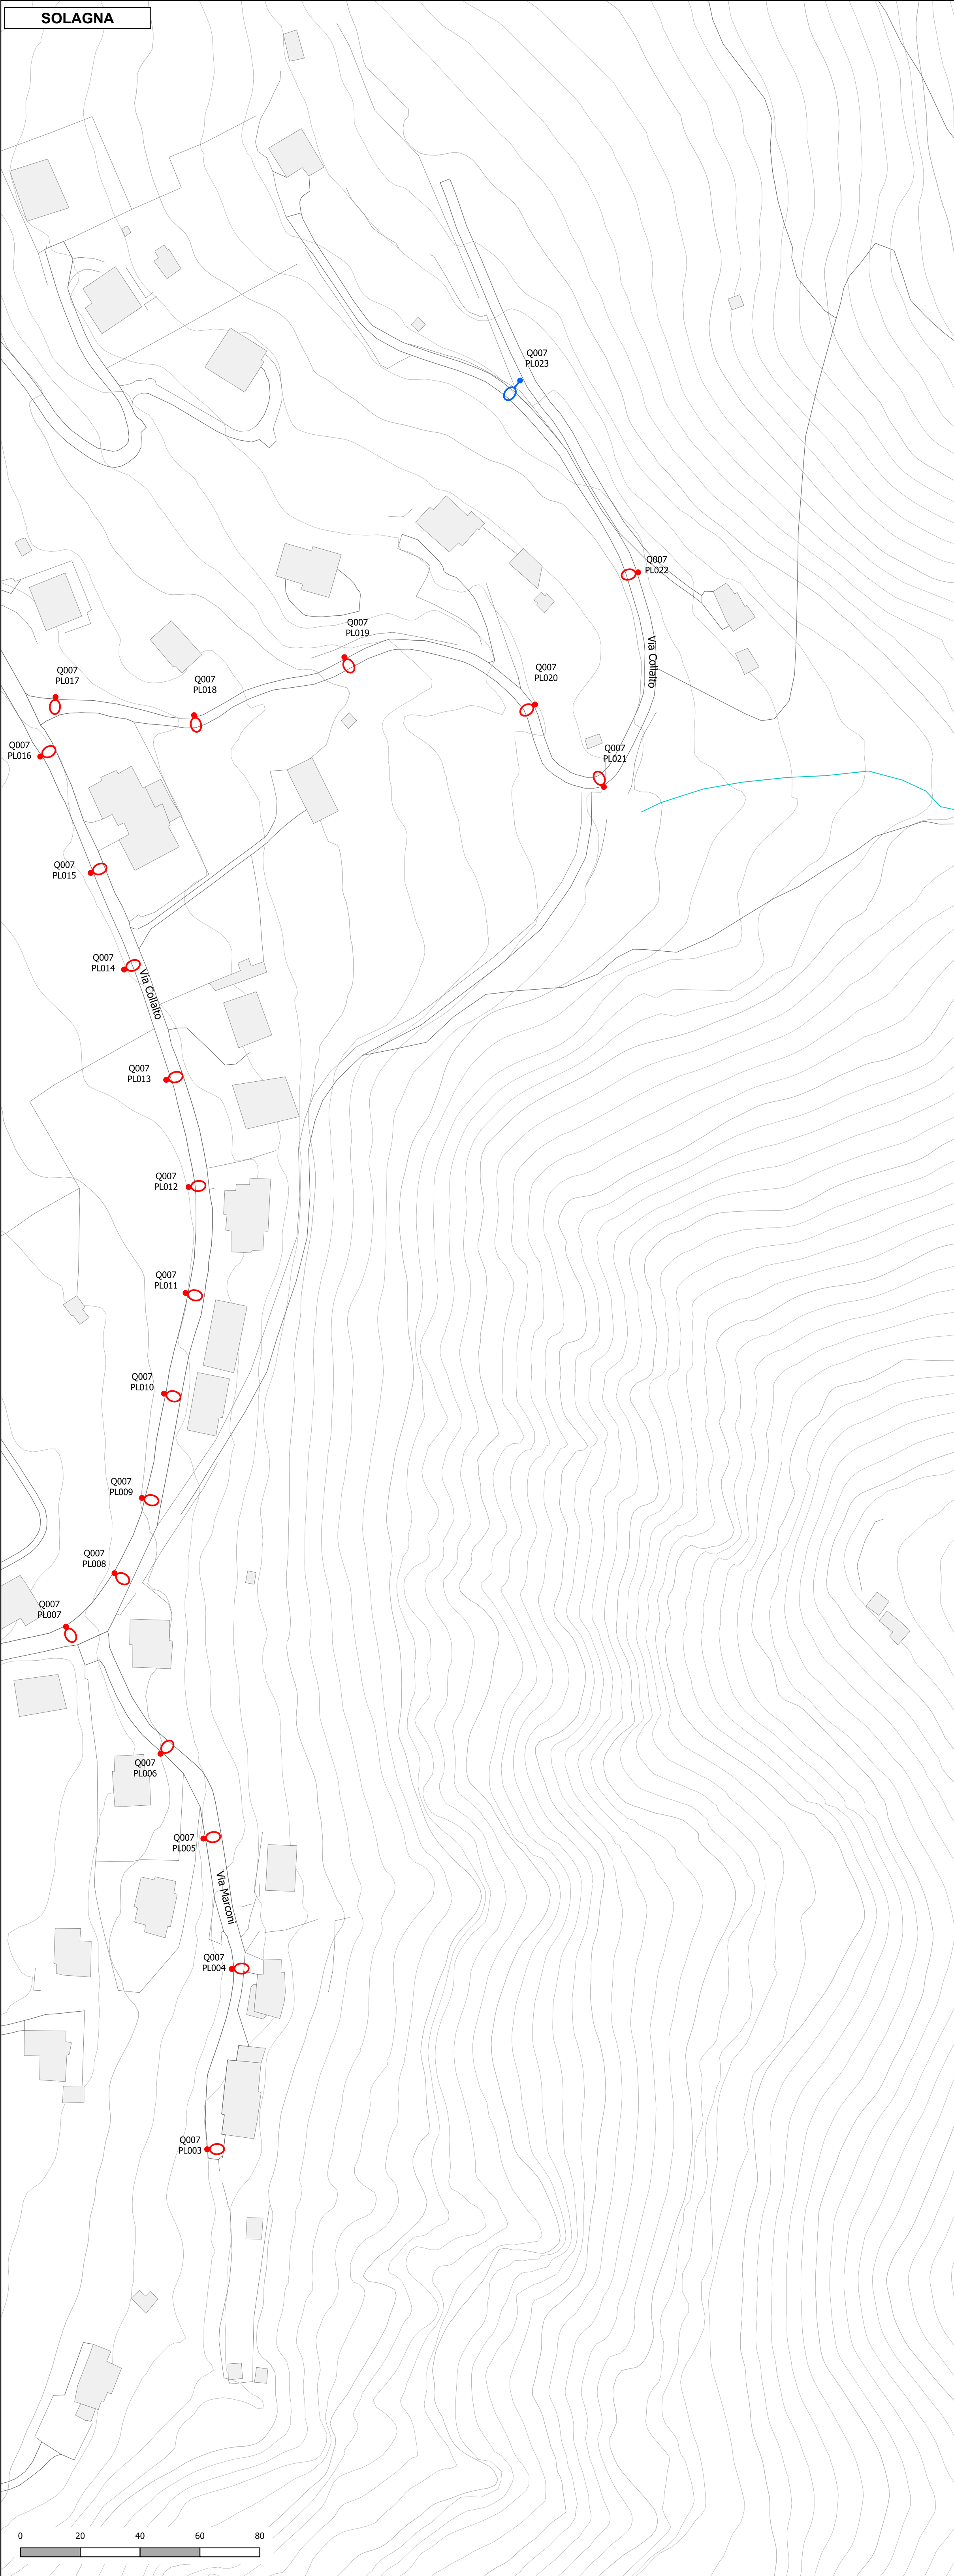 SOLAGNA
Q007
PL023
Q007
PL022
Via Collalto
Q007
PL019
Q007
PL017
Q007
PL018
Q007
PL020
Q007
PL016
Q007
PL021
Q007
PL015
Q007
PL014
Via Collalto
Q007
PL013
Q007
PL012
Q007
PL011
Q007
PL010
Q007
PL009
Q007
PL008
Q007
PL007
Q007
PL006
Q007
PL005
Via Marconi
Q007
PL004
Q007
PL003
0 20 40 60 80